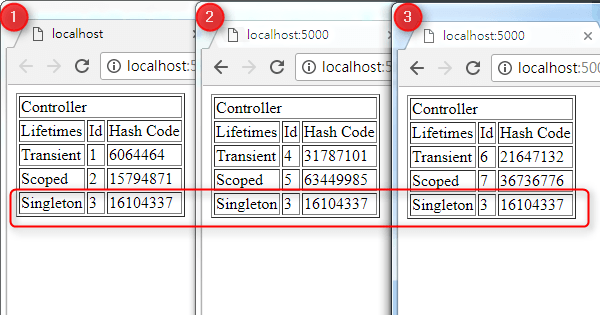 1
localhost
localhost:5
Controller
Lifetimes Id Hash Code
Transient 1 6064464
Scoped 2 15794871
Singleton 3 16104337
2
localhost:5000
localhost:5
Controller
Lifetimes Id Hash Code
Transient 4 31787101
Scoped 5 63449985
Singleton 3 16104337
3
localhost:5000
localhost:500
Controller
Lifetimes Id Hash Code
Transient 6 21647132
Scoped 7 36736776
Singleton 3 16104337